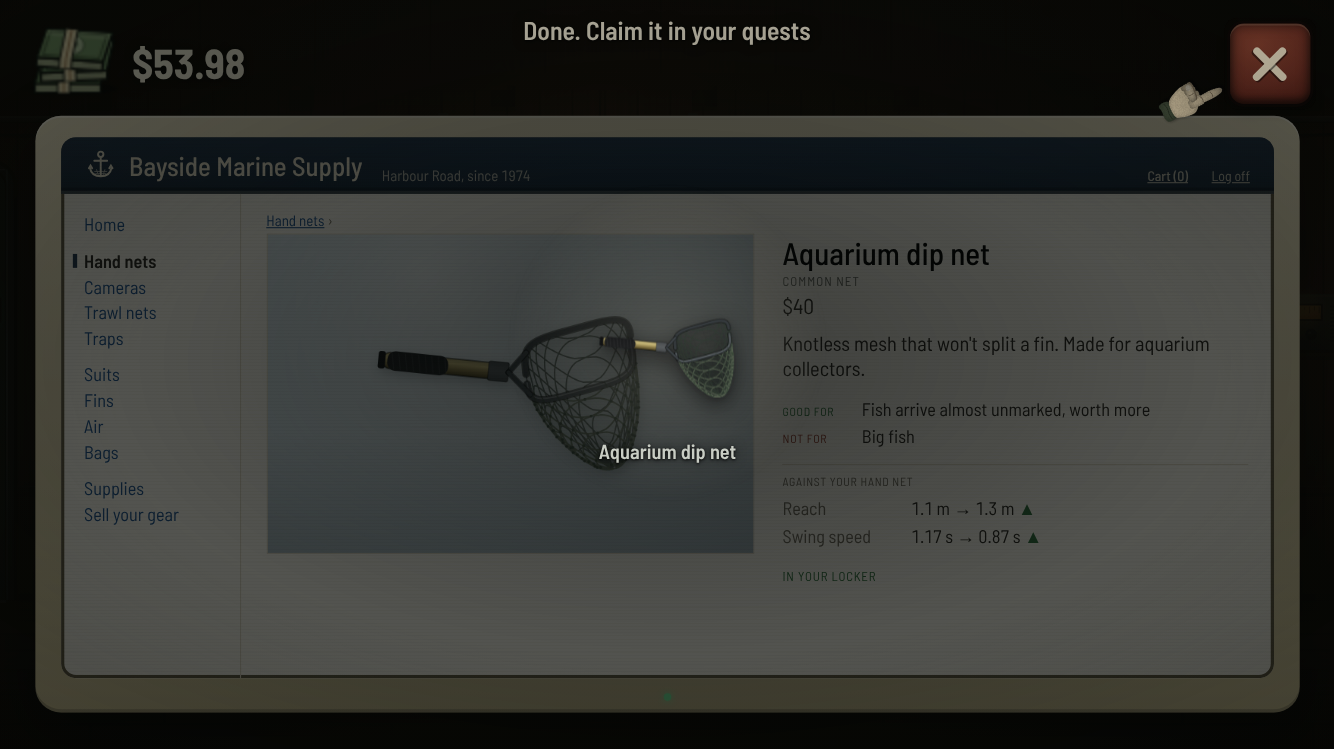 Done. Claim it in your quests
$53.98
Bayside Marine Supply
Harbour Road, since 1974
Cart (0)
Log off
Home
Hand nets
Cameras
Trawl nets
Traps
Suits
Fins
Air
Bags
Supplies
Sell your gear
Hand nets ›
Aquarium dip net
Aquarium dip net
COMMON NET
$40
Knotless mesh that won't split a fin. Made for aquarium
collectors.
GOOD FOR Fish arrive almost unmarked, worth more
NOT FOR Big fish
AGAINST YOUR HAND NET
Reach 1.1 m → 1.3 m ▲
Swing speed 1.17 s → 0.87 s ▲
IN YOUR LOCKER